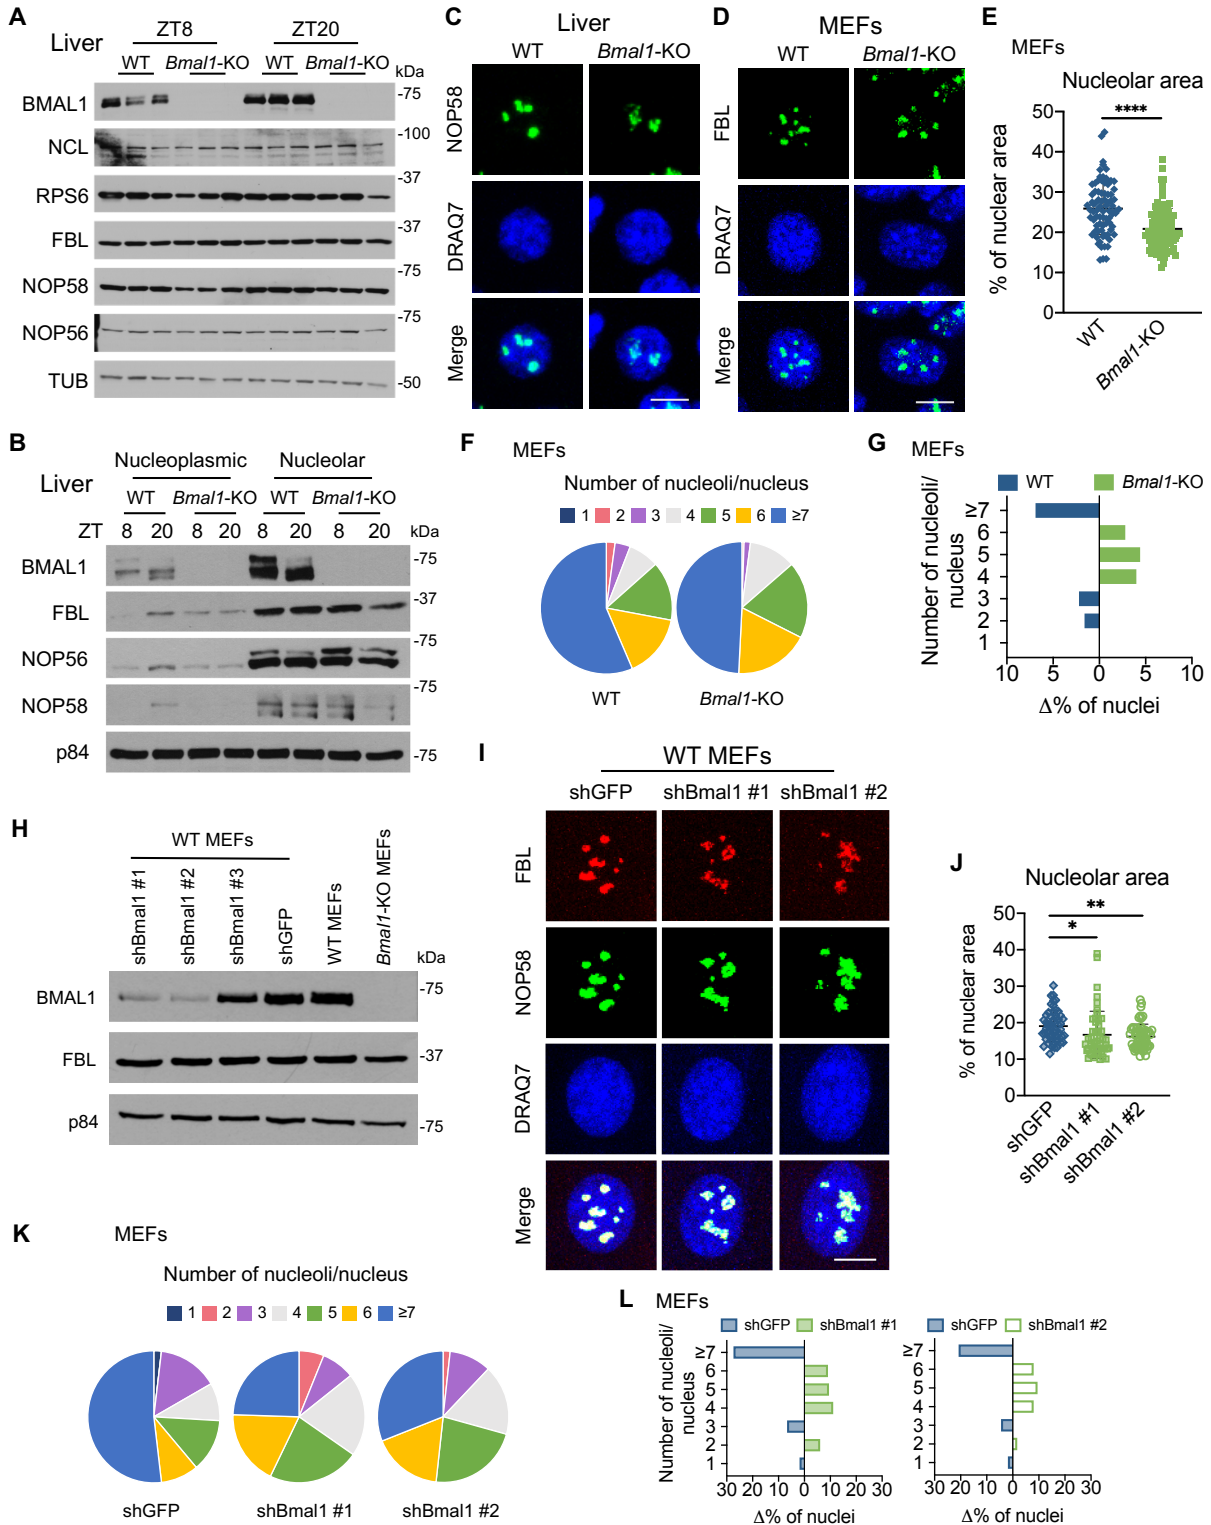 A
Liver
ZT8
ZT20
WT
Bmal1-KO
WT
Bmal1-KO
kDa
BMAL1
-75
-100
NCL
-37
RPS6
-37
FBL
-75
NOP58
-75
NOP56
TUB
-50
B
Liver
Nucleoplasmic
Nucleolar
WT
Bmal1-KO
WT
Bmal1-KO
ZT
8
20
8
20
8
20
8
20
kDa
-75
BMAL1
-37
FBL
-75
NOP56
-75
NOP58
p84
-75
C
Liver
WT
Bmal1-KO
NOP58
DRAQ7
Merge
D
MEFs
WT
Bmal1-KO
FBL
DRAQ7
Merge
E
MEFs
Nucleolar area
% of nuclear area
50
40
30
20
10
0
****
WT
Bmal1-KO
F
MEFs
Number of nucleoli/nucleus
1
2
3
4
5
6
≥7
WT
Bmal1-KO
G
MEFs
WT
Bmal1-KO
Number of nucleoli/
nucleus
≥7
6
5
4
3
2
1
10
5
0
5
10
Δ% of nuclei
H
WT MEFs
shBmal1 #1
shBmal1 #2
shBmal1 #3
shGFP
WT MEFs
Bmal1-KO MEFs
kDa
BMAL1
-75
FBL
-37
p84
-75
I
WT MEFs
shGFP
shBmal1 #1
shBmal1 #2
FBL
NOP58
DRAQ7
Merge
J
Nucleolar area
% of nuclear area
50
40
30
20
10
0
**
*
shGFP
shBmal1 #1
shBmal1 #2
K
MEFs
Number of nucleoli/nucleus
1
2
3
4
5
6
≥7
shGFP
shBmal1 #1
shBmal1 #2
L
MEFs
shGFP
shBmal1 #1
Number of nucleoli/
nucleus
≥7
6
5
4
3
2
1
30
20
10
0
10
20
30
Δ% of nuclei
shGFP
shBmal1 #2
≥7
6
5
4
3
2
1
30
20
10
0
10
20
30
Δ% of nuclei